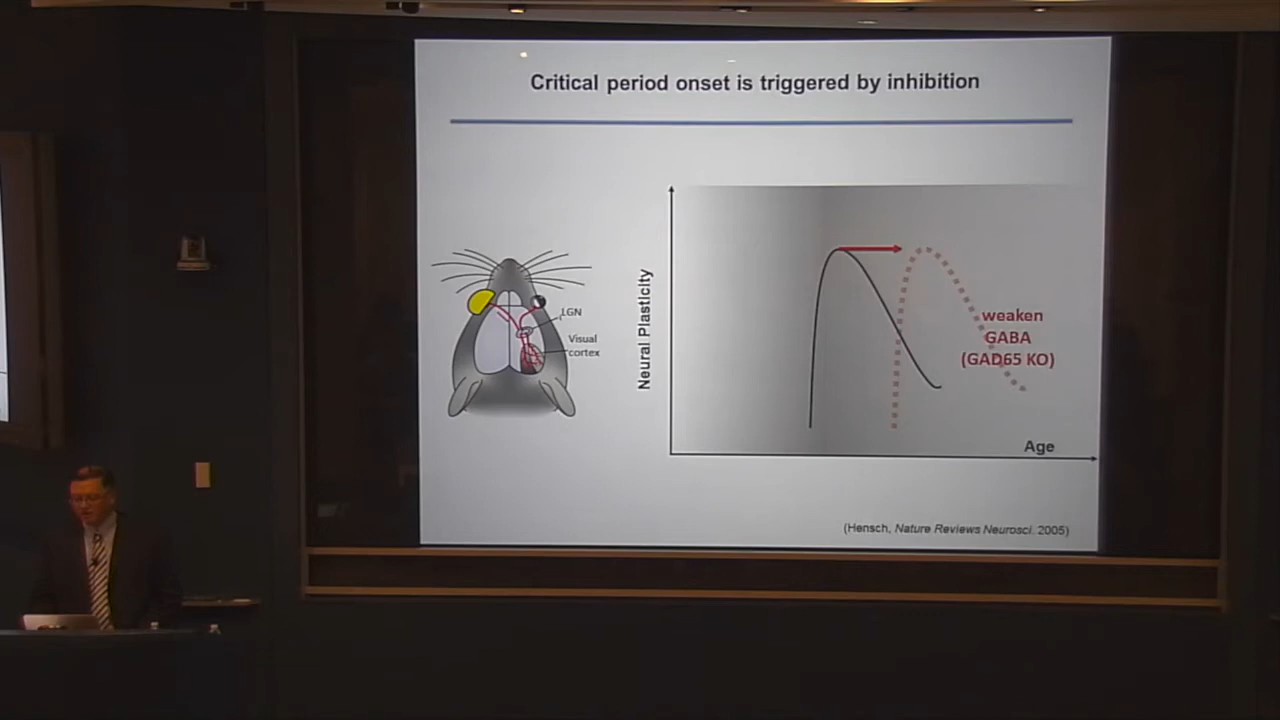 Critical period onset is triggered by inhibition
LGN
Visual
cortex
Neural Plasticity
weaken
GABA
(GAD65 KO)
Age
(Hensch, Nature Reviews Neurosci. 2005)